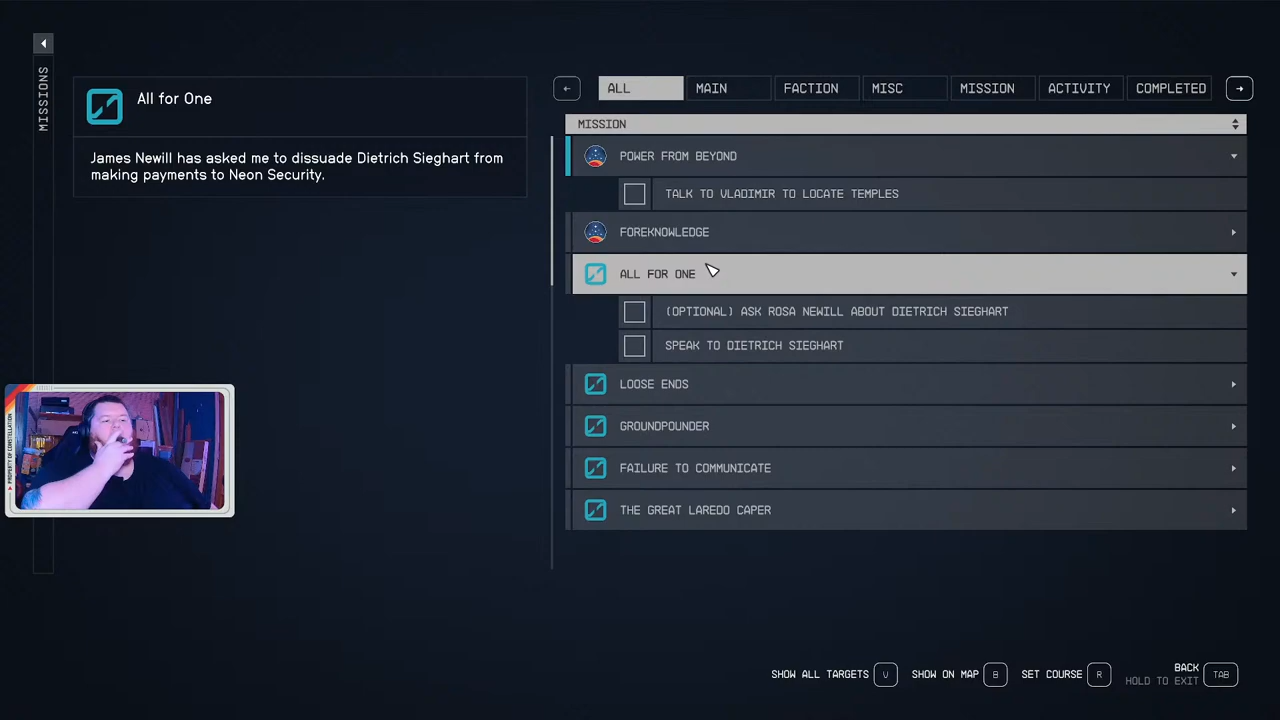 MISSIONS
All for One
James Newill has asked me to dissuade Dietrich Sieghart from
making payments to Neon Security.
ALL
MAIN
FACTION
MISC
MISSION
ACTIVITY
COMPLETED
MISSION
POWER FROM BEYOND
TALK TO VLADIMIR TO LOCATE TEMPLES
FOREKNOWLEDGE
ALL FOR ONE
(OPTIONAL) ASK ROSA NEWILL ABOUT DIETRICH SIEGHART
SPEAK TO DIETRICH SIEGHART
LOOSE ENDS
GROUNDPOUNDER
FAILURE TO COMMUNICATE
THE GREAT LAREDO CAPER
PROPERTY OF CONSTELLATION
SHOW ALL TARGETS V
SHOW ON MAP B
SET COURSE R
BACK TAB
HOLD TO EXIT